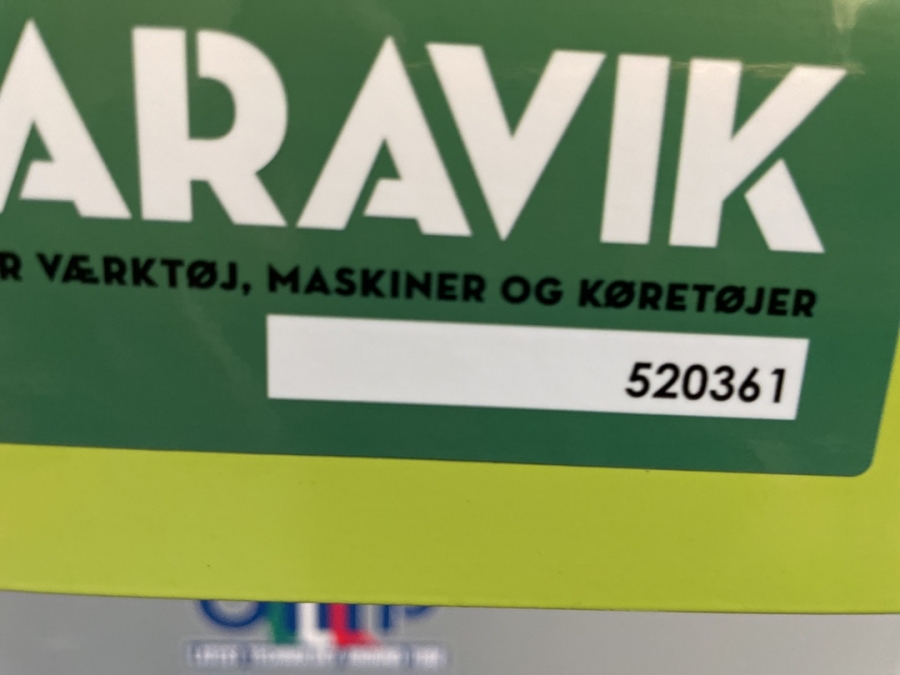 ARAVIK
R VÆRKTØJ, MASKINER OG KØRETØJER
520361